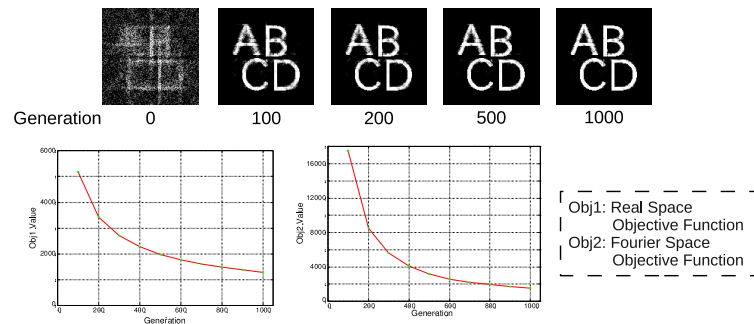 AB AB AB AB
CD CD CD CD
Generation 0 100 200 500 1000
6000
4000
2000
0
Obj1.Value
0 200 400 600 800 1000
Generation
16000
12000
8000
4000
0
Obj2.Value
0 200 400 600 800 1000
Generation
Obj1: Real Space
Objective Function
Obj2: Fourier Space
Objective Function